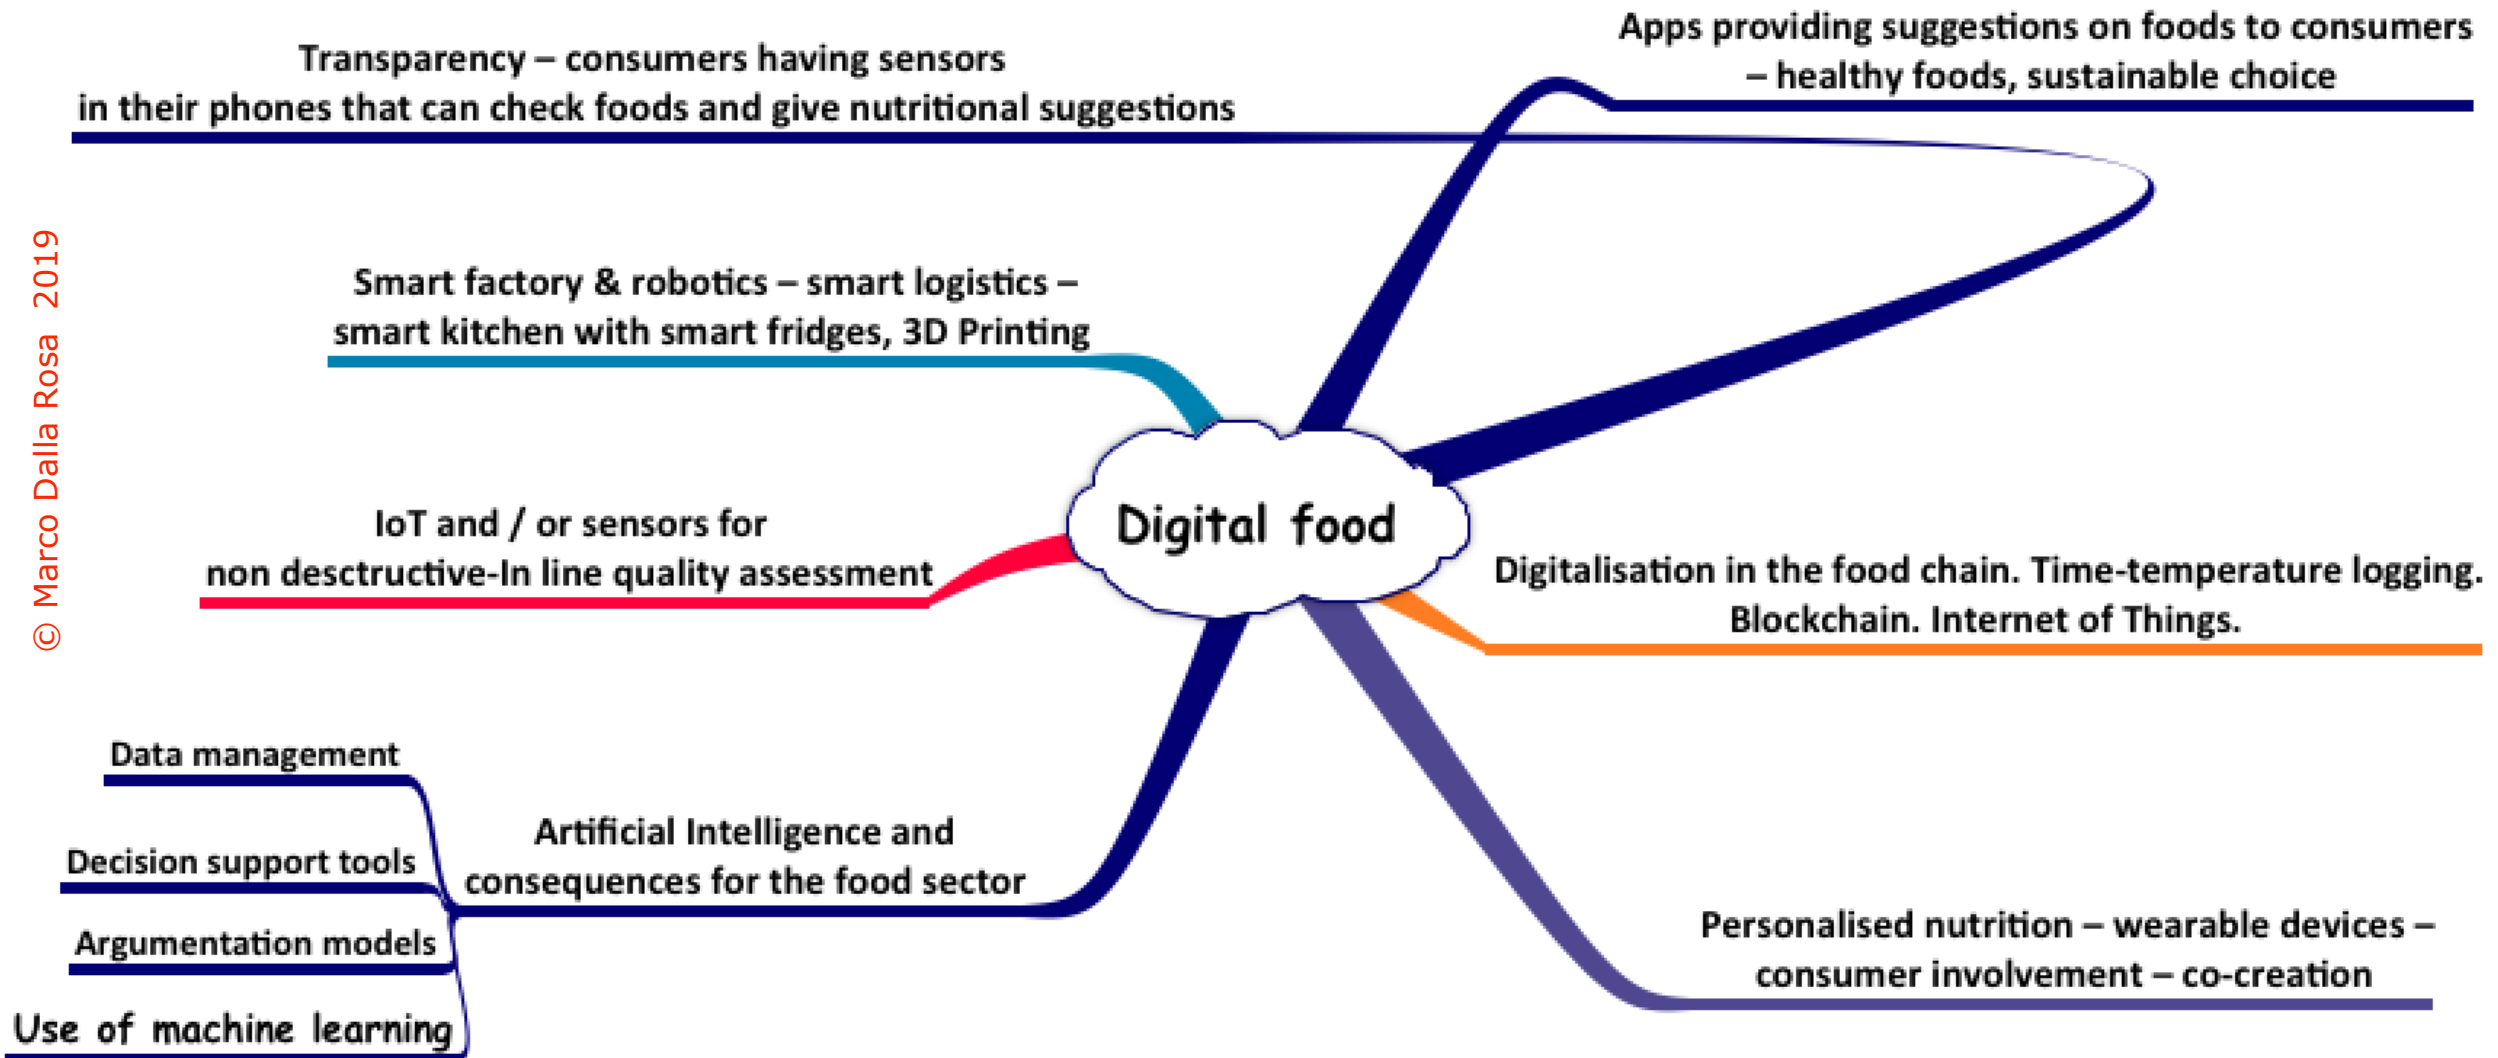 Transparency – consumers having sensors
in their phones that can check foods and give nutritional suggestions
Apps providing suggestions on foods to consumers
– healthy foods, sustainable choice
Smart factory & robotics – smart logistics –
smart kitchen with smart fridges, 3D Printing
© Marco Dalla Rosa 2019
Digital food
IoT and / or sensors for
non desctructive-In line quality assessment
Digitalisation in the food chain. Time-temperature logging.
Blockchain. Internet of Things.
Artificial Intelligence and
consequences for the food sector
Data management
Decision support tools
Argumentation models
Use of machine learning
Personalised nutrition – wearable devices –
consumer involvement – co-creation